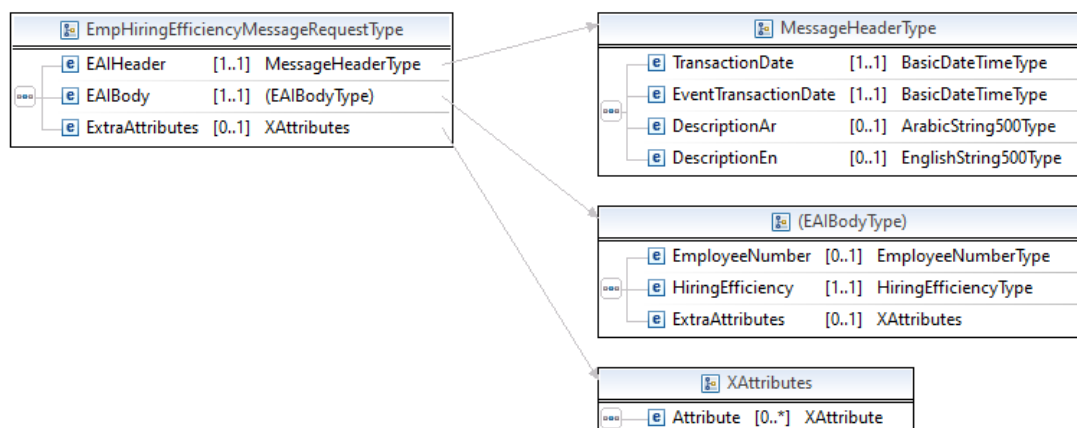 EmpHiringEfficiencyMessageRequestType
EAIHeader [1..1] MessageHeaderType
EAIBody [1..1] (EAIBodyType)
ExtraAttributes [0..1] XAttributes
MessageHeaderType
TransactionDate [1..1] BasicDateTimeType
EventTransactionDate [1..1] BasicDateTimeType
DescriptionAr [0..1] ArabicString500Type
DescriptionEn [0..1] EnglishString500Type
(EAIBodyType)
EmployeeNumber [0..1] EmployeeNumberType
HiringEfficiency [1..1] HiringEfficiencyType
ExtraAttributes [0..1] XAttributes
XAttributes
Attribute [0..*] XAttribute